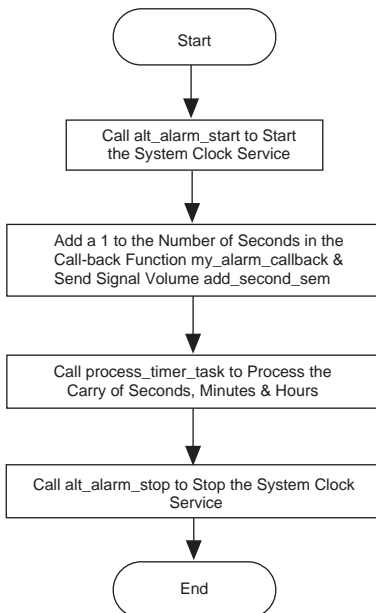 Start
Call alt_alarm_start to Start
the System Clock Service
Add a 1 to the Number of Seconds in the
Call-back Function my_alarm_callback &
Send Signal Volume add_second_sem
Call process_timer_task to Process the
Carry of Seconds, Minutes & Hours
Call alt_alarm_stop to Stop the System Clock
Service
End